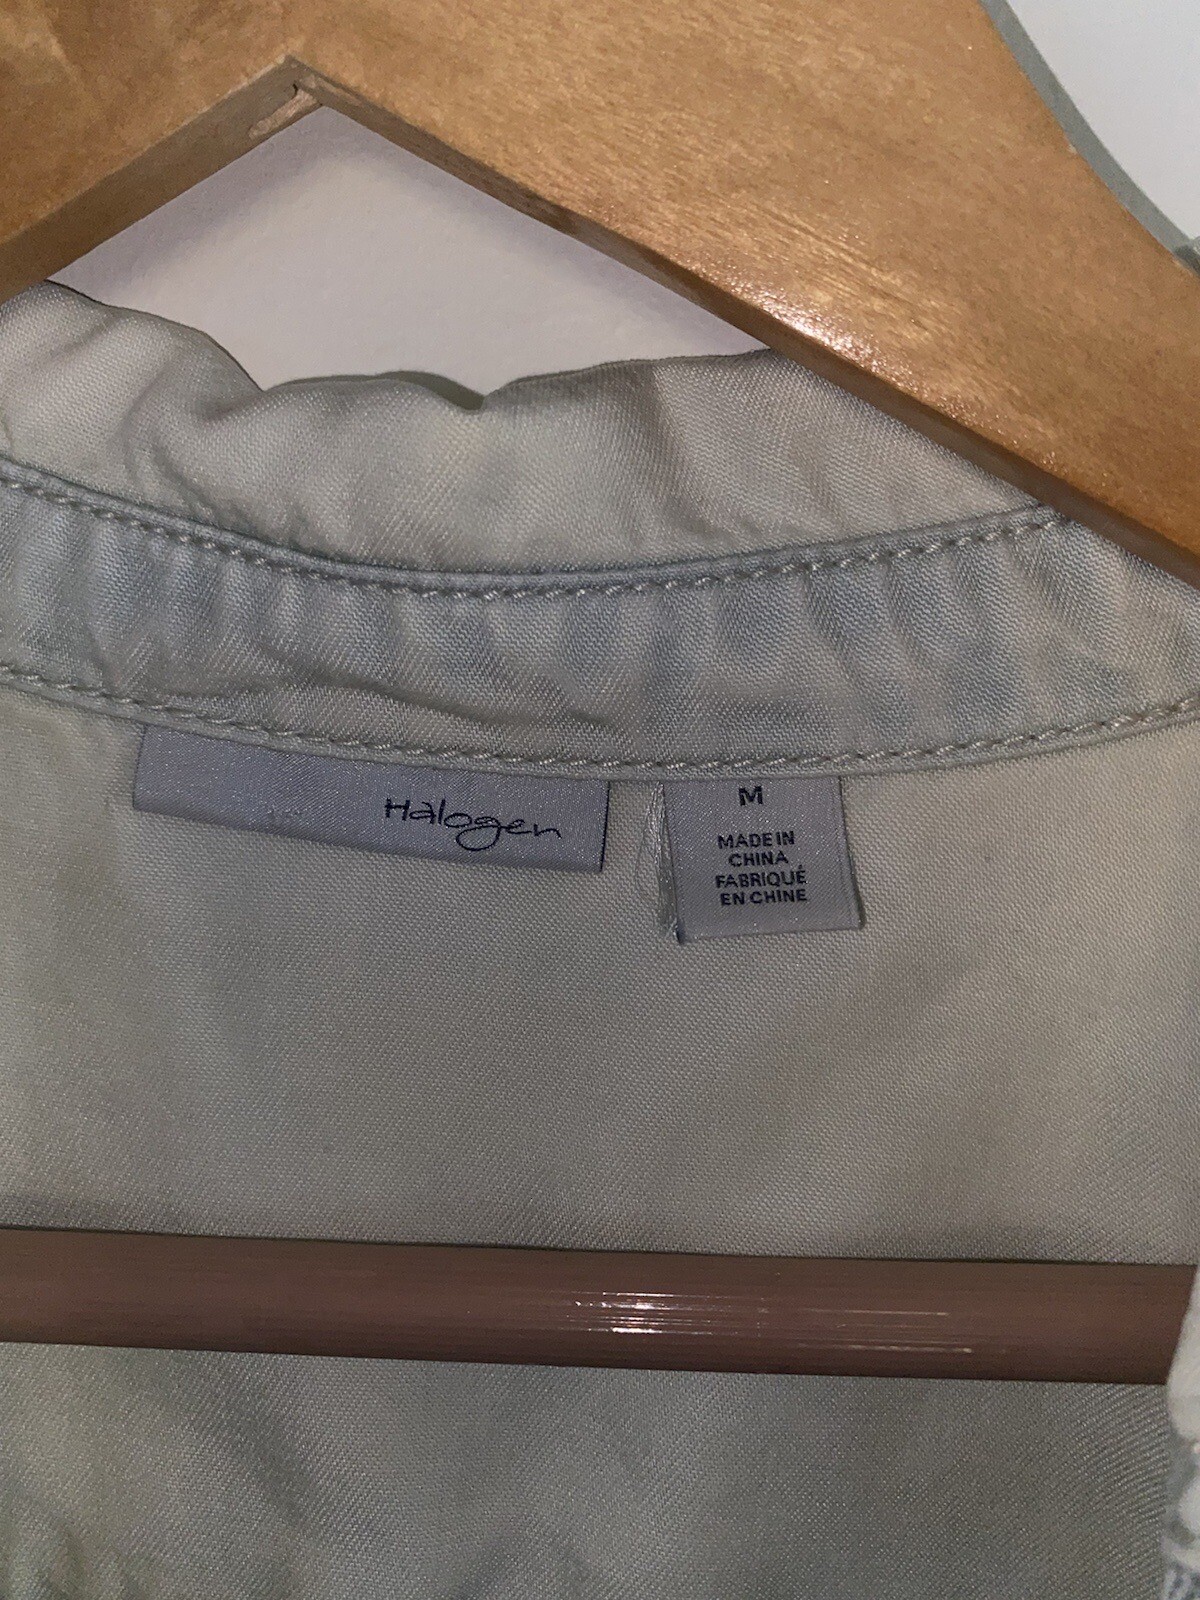 Halogen
M
MADE IN
CHINA
FABRIQUÉ
EN CHINE